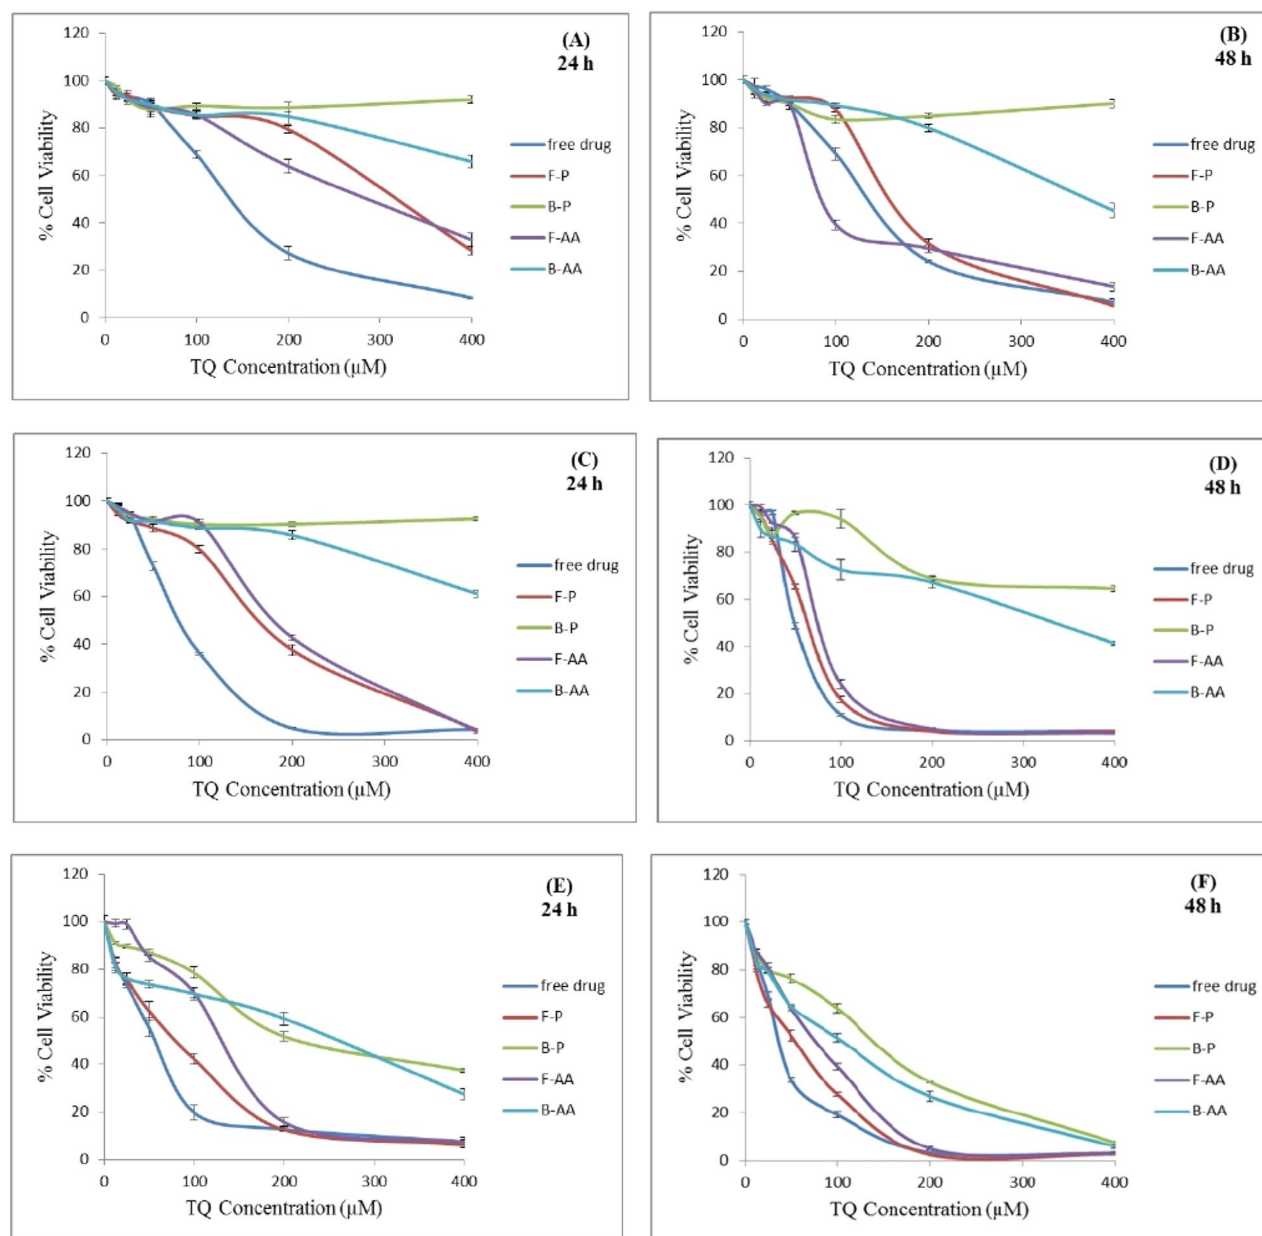 (A)
24 h
120
100
80
60
40
20
0
% Cell Viability
0 100 200 300 400
TQ Concentration (µM)
free drug
F-P
B-P
F-AA
B-AA
(B)
48 h
120
100
80
60
40
20
0
% Cell Viability
0 100 200 300 400
TQ Concentration (µM)
free drug
F-P
B-P
F-AA
B-AA
(C)
24 h
120
100
80
60
40
20
0
% Cell Viability
0 100 200 300 400
TQ Concentration (µM)
free drug
F-P
B-P
F-AA
B-AA
(D)
48 h
120
100
80
60
40
20
0
% Cell Viability
0 100 200 300 400
TQ Concentration (µM)
free drug
F-P
B-P
F-AA
B-AA
(E)
24 h
120
100
80
60
40
20
0
% Cell Viability
0 100 200 300 400
TQ Concentration (µM)
free drug
F-P
B-P
F-AA
B-AA
(F)
48 h
120
100
80
60
40
20
0
% Cell Viability
0 100 200 300 400
TQ Concentration (µM)
free drug
F-P
B-P
F-AA
B-AA